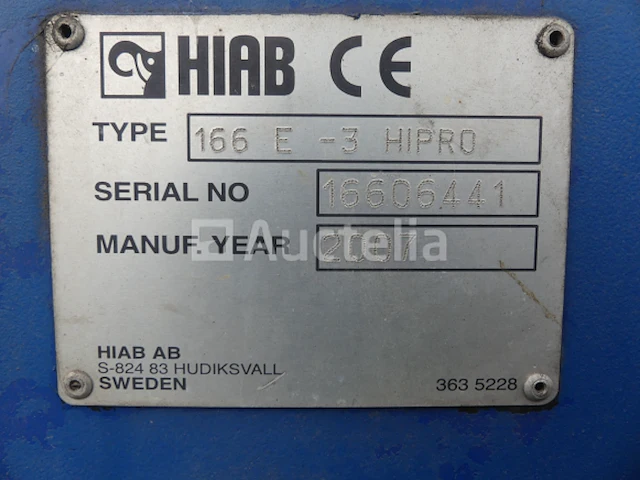 HIAB CE
TYPE 166 E -3 HIPRO
SERIAL NO 16606441
MANUF. YEAR 2007
Auctelia
HIAB AB
S-824 83 HUDIKSVALL
SWEDEN 363 5228